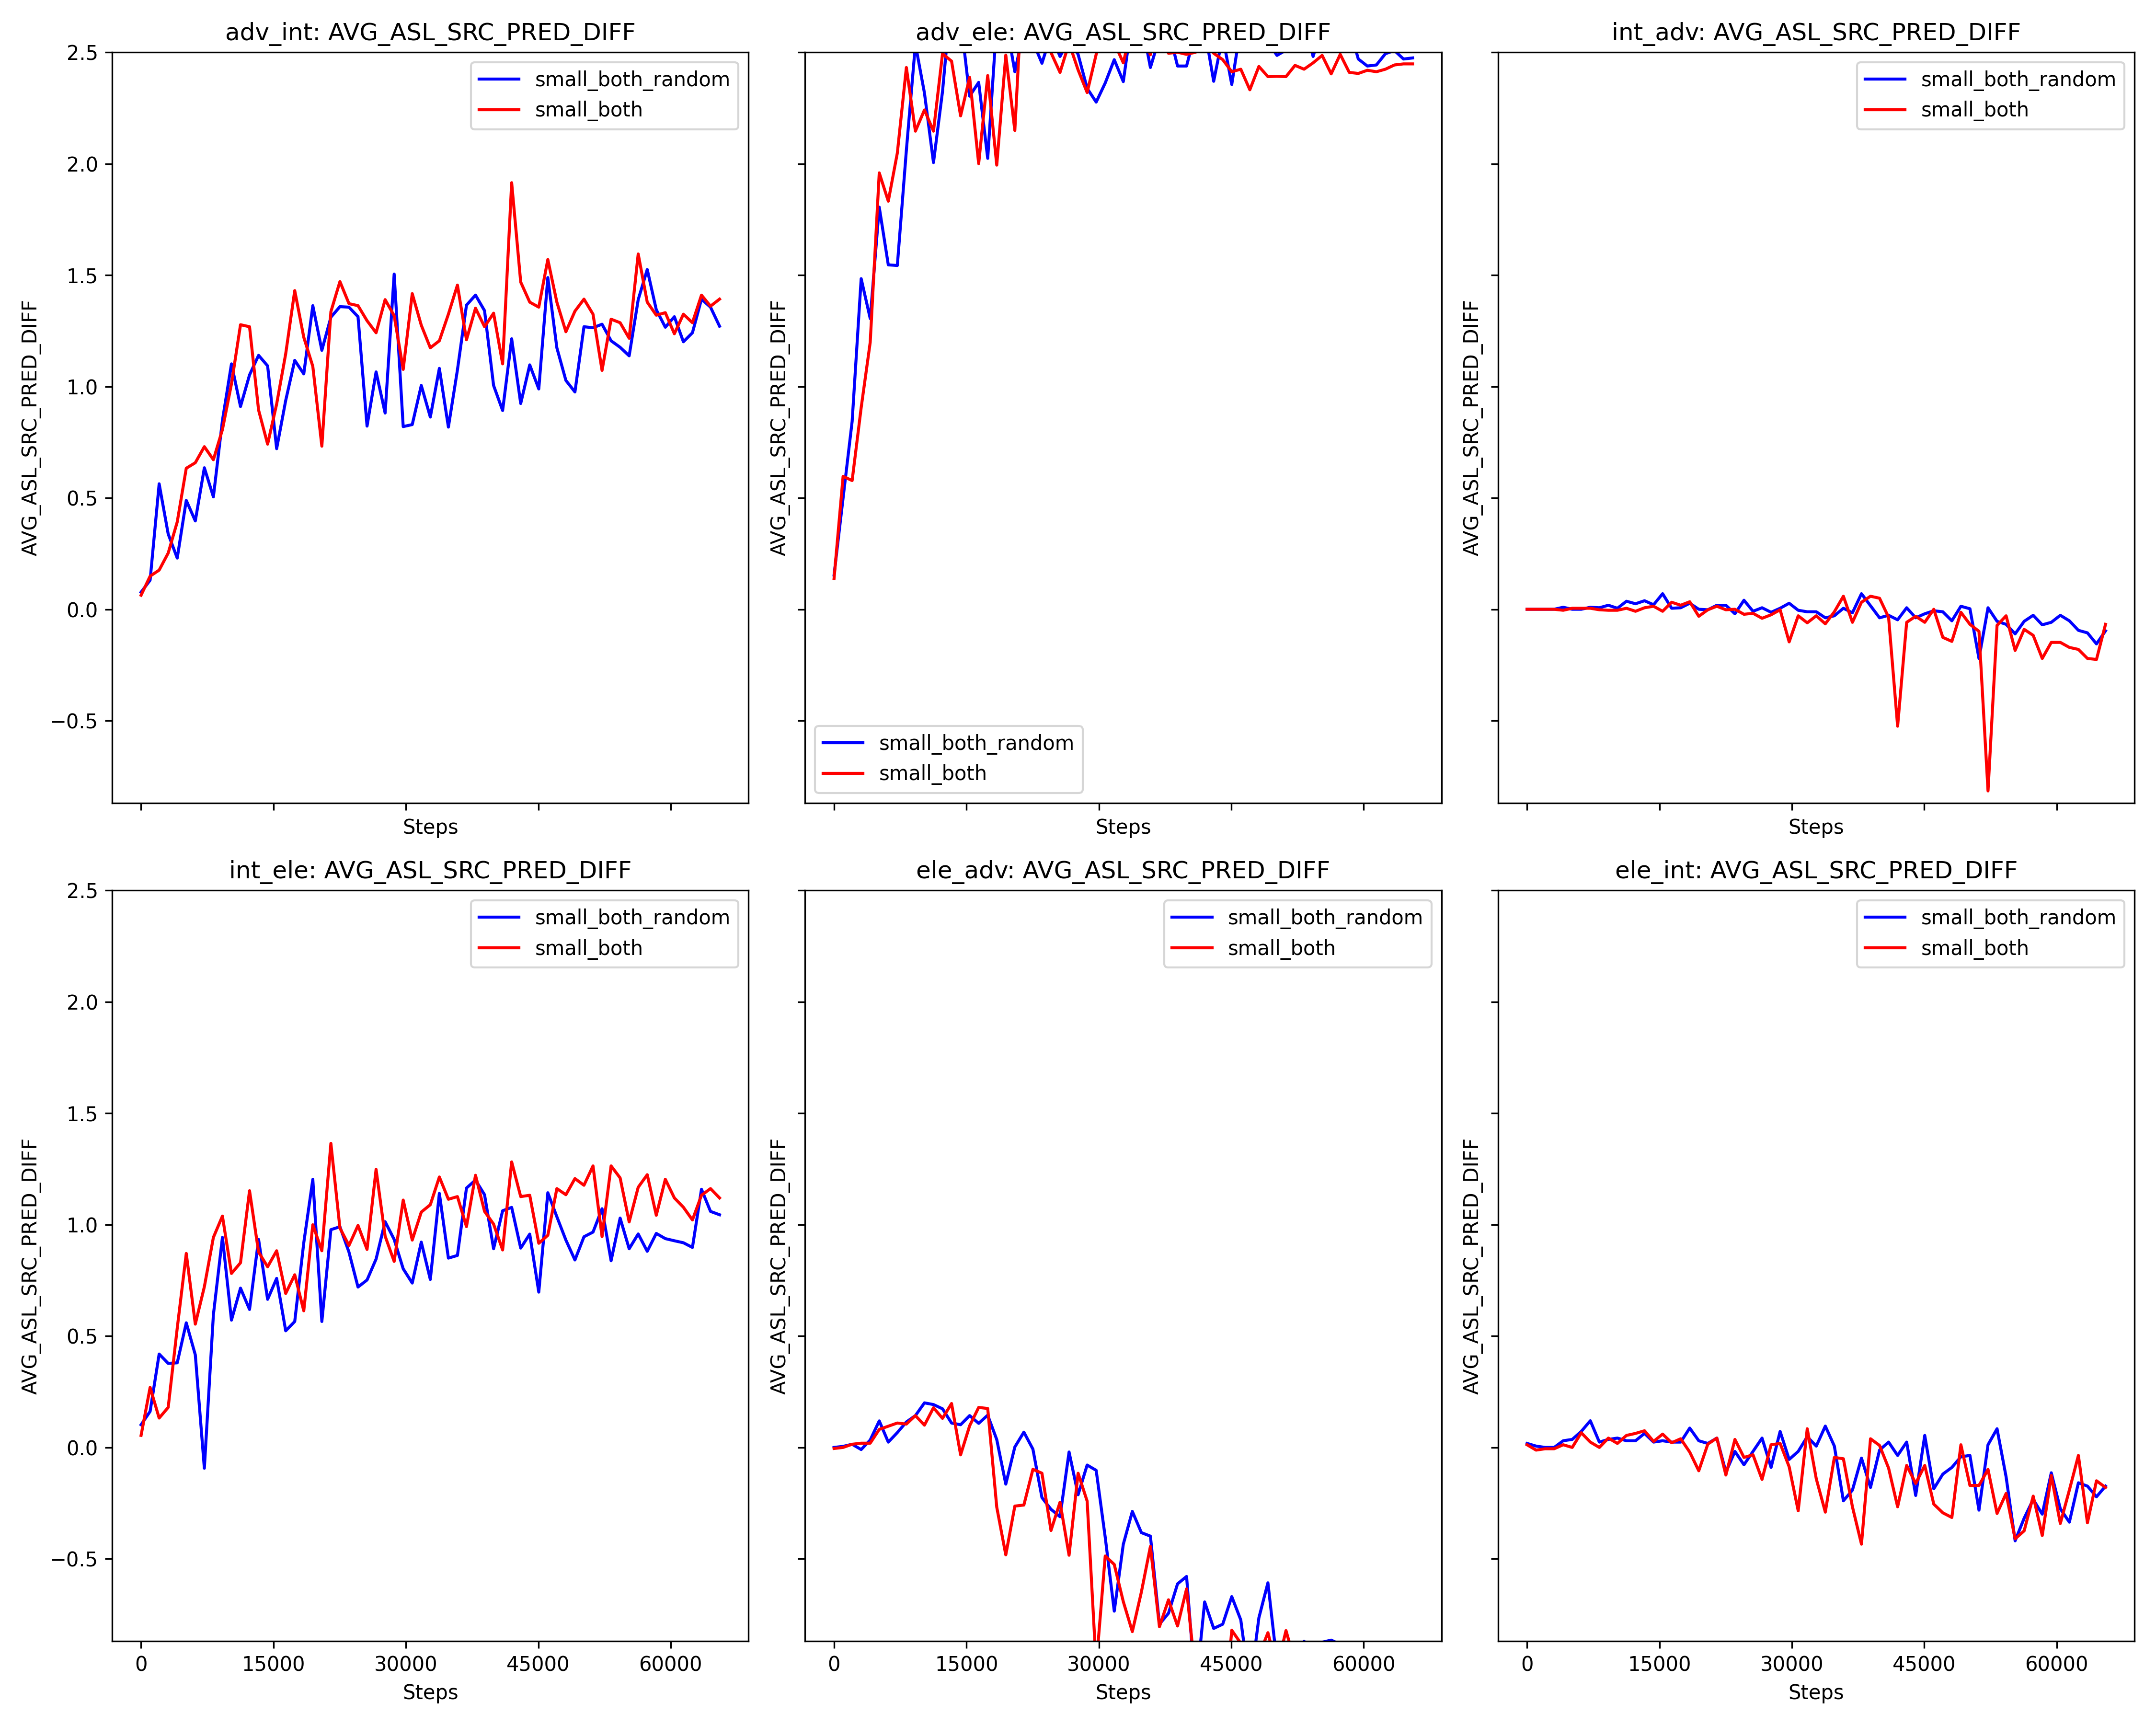 adv_int: AVG_ASL_SRC_PRED_DIFF
adv_ele: AVG_ASL_SRC_PRED_DIFF
int_adv: AVG_ASL_SRC_PRED_DIFF
2.5
2.0
1.5
1.0
0.5
0.0
−0.5
AVG_ASL_SRC_PRED_DIFF
small_both_random
small_both
Steps
AVG_ASL_SRC_PRED_DIFF
small_both_random
small_both
Steps
AVG_ASL_SRC_PRED_DIFF
small_both_random
small_both
Steps
int_ele: AVG_ASL_SRC_PRED_DIFF
ele_adv: AVG_ASL_SRC_PRED_DIFF
ele_int: AVG_ASL_SRC_PRED_DIFF
2.5
2.0
1.5
1.0
0.5
0.0
−0.5
AVG_ASL_SRC_PRED_DIFF
small_both_random
small_both
0 15000 30000 45000 60000
Steps
AVG_ASL_SRC_PRED_DIFF
small_both_random
small_both
0 15000 30000 45000 60000
Steps
AVG_ASL_SRC_PRED_DIFF
small_both_random
small_both
0 15000 30000 45000 60000
Steps